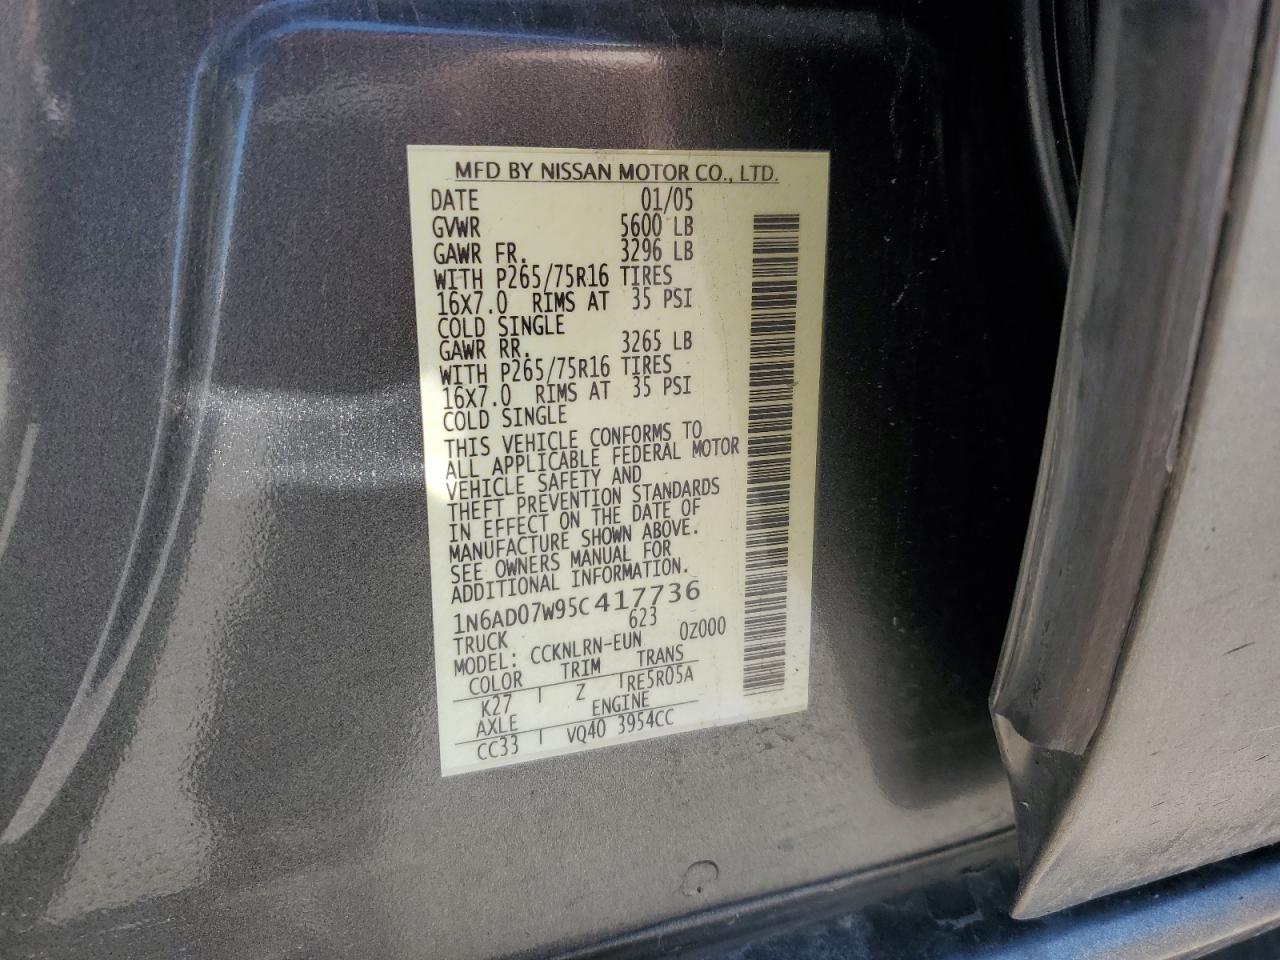 MFD BY NISSAN MOTOR CO., LTD.
DATE 01/05
GVWR 5600 LB
GAWR FR. 3296 LB
WITH P265/75R16 TIRES
16X7.0 RIMS AT 35 PSI
COLD SINGLE
GAWR RR. 3265 LB
WITH P265/75R16 TIRES
16X7.0 RIMS AT 35 PSI
COLD SINGLE
THIS VEHICLE CONFORMS TO
ALL APPLICABLE FEDERAL MOTOR
VEHICLE SAFETY AND
THEFT PREVENTION STANDARDS
IN EFFECT ON THE DATE OF
MANUFACTURE SHOWN ABOVE.
SEE OWNERS MANUAL FOR
ADDITIONAL INFORMATION.
1N6AD07W95C417736
TRUCK 623
MODEL: CCKNLRN-EUN 0Z000
COLOR TRIM TRANS
K27 Z RE5R05A
AXLE ENGINE
CC33 VQ40 3954CC